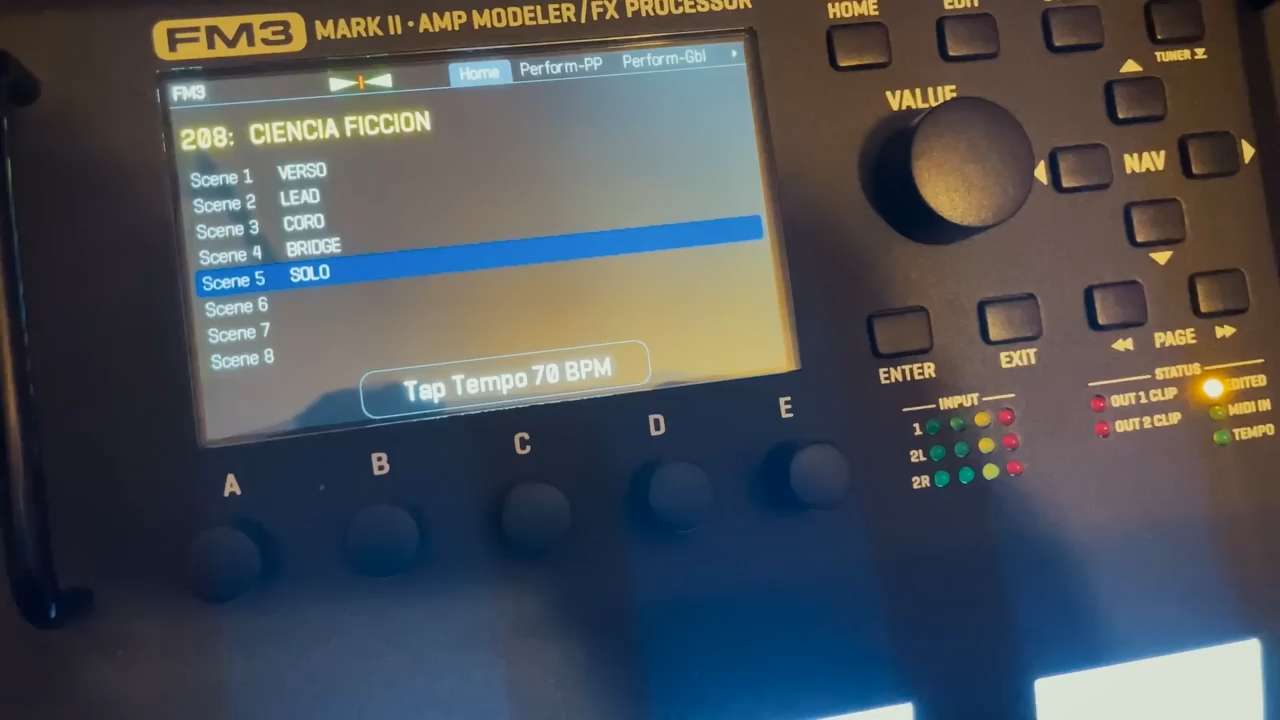 FM3 MARK II · AMP MODELER / FX PROCESSOR
FM3 Home Perform-PP Perform-Gbl
208: CIENCIA FICCION
Scene 1 VERSO
Scene 2 LEAD
Scene 3 CORO
Scene 4 BRIDGE
Scene 5 SOLO
Scene 6
Scene 7
Scene 8
Tap Tempo 70 BPM
A B C D E
HOME EDIT
TUNER
VALUE
NAV
ENTER EXIT PAGE
INPUT
1
2L
2R
STATUS
OUT 1 CLIP EDITED
OUT 2 CLIP MIDI IN
TEMPO